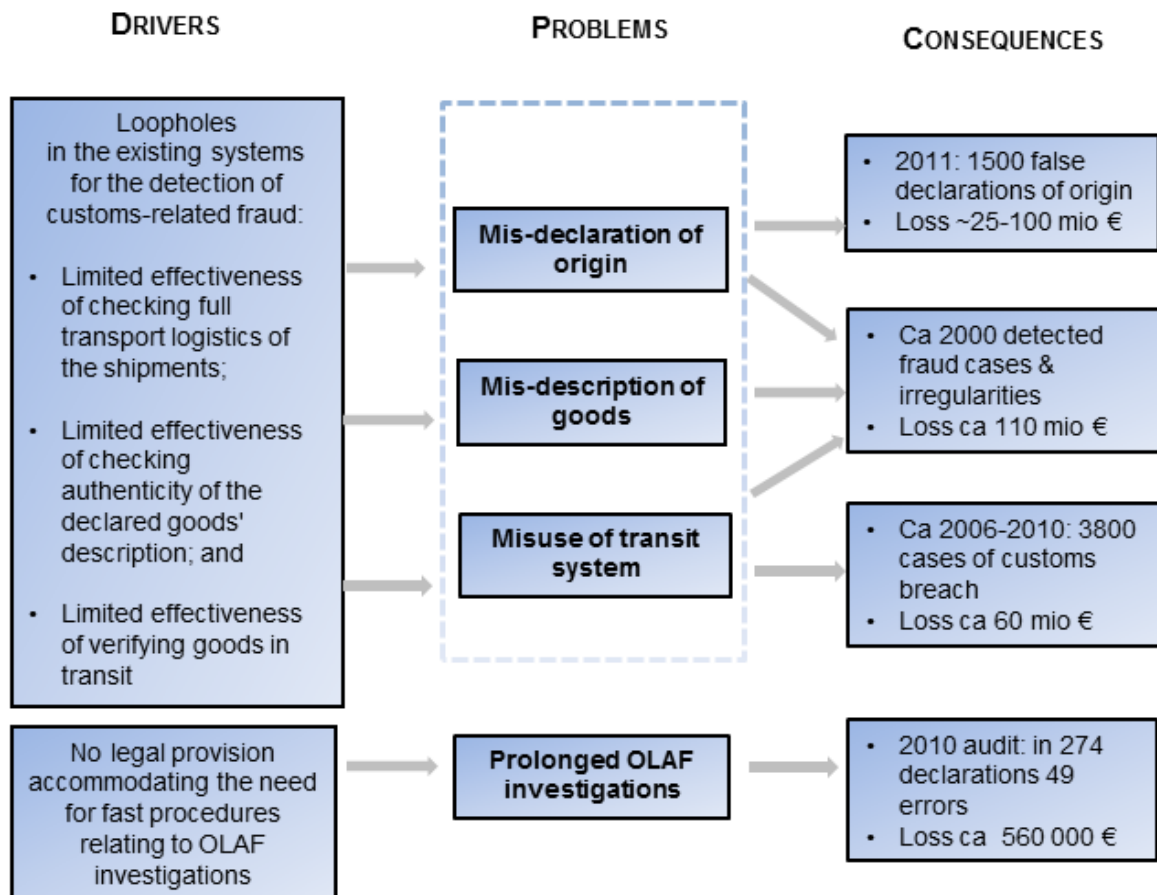 DRIVERS
PROBLEMS
CONSEQUENCES
Loopholes
in the existing systems
for the detection of
customs-related fraud:
• Limited effectiveness
of checking full
transport logistics of
the shipments;
• Limited effectiveness
of checking
authenticity of the
declared goods'
description; and
• Limited effectiveness
of verifying goods in
transit
No legal provision
accommodating the need
for fast procedures
relating to OLAF
investigations
Mis-declaration of
origin
Mis-description of
goods
Misuse of transit
system
Prolonged OLAF
investigations
• 2011: 1500 false
declarations of origin
• Loss ~25-100 mio €
• Ca 2000 detected
fraud cases &
irregularities
• Loss ca 110 mio €
• Ca 2006-2010: 3800
cases of customs
breach
• Loss ca 60 mio €
• 2010 audit: in 274
declarations 49
errors
• Loss ca 560 000 €